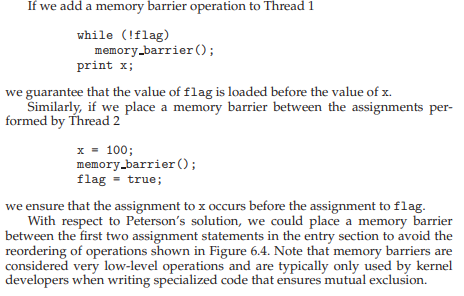 If we add a memory barrier operation to Thread 1
while (!flag)
memory_barrier();
print x;
we guarantee that the value of flag is loaded before the value of x.
Similarly, if we place a memory barrier between the assignments per-
formed by Thread 2
x = 100;
memory_barrier();
flag = true;
we ensure that the assignment to x occurs before the assignment to flag.
With respect to Peterson's solution, we could place a memory barrier
between the first two assignment statements in the entry section to avoid the
reordering of operations shown in Figure 6.4. Note that memory barriers are
considered very low-level operations and are typically only used by kernel
developers when writing specialized code that ensures mutual exclusion.